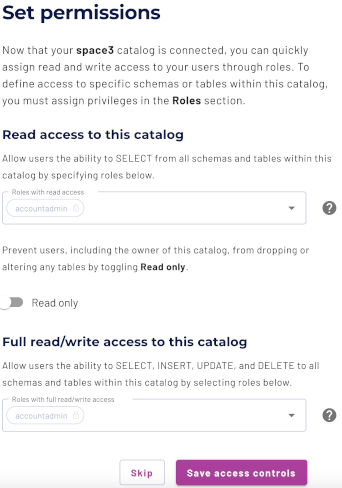 Set permissions
Now that your space3 catalog is connected, you can quickly
assign read and write access to your users through roles. To
define access to specific schemas or tables within this catalog,
you must assign privileges in the Roles section.
Read access to this catalog
Allow users the ability to SELECT from all schemas and tables within this
catalog by specifying roles below.
Roles with read access
accountadmin
Prevent users, including the owner of this catalog, from dropping or
altering any tables by toggling Read only.
Read only
Full read/write access to this catalog
Allow users the ability to SELECT, INSERT, UPDATE, and DELETE to all
schemas and tables within this catalog by selecting roles below.
Roles with full read/write access
accountadmin
Skip
Save access controls